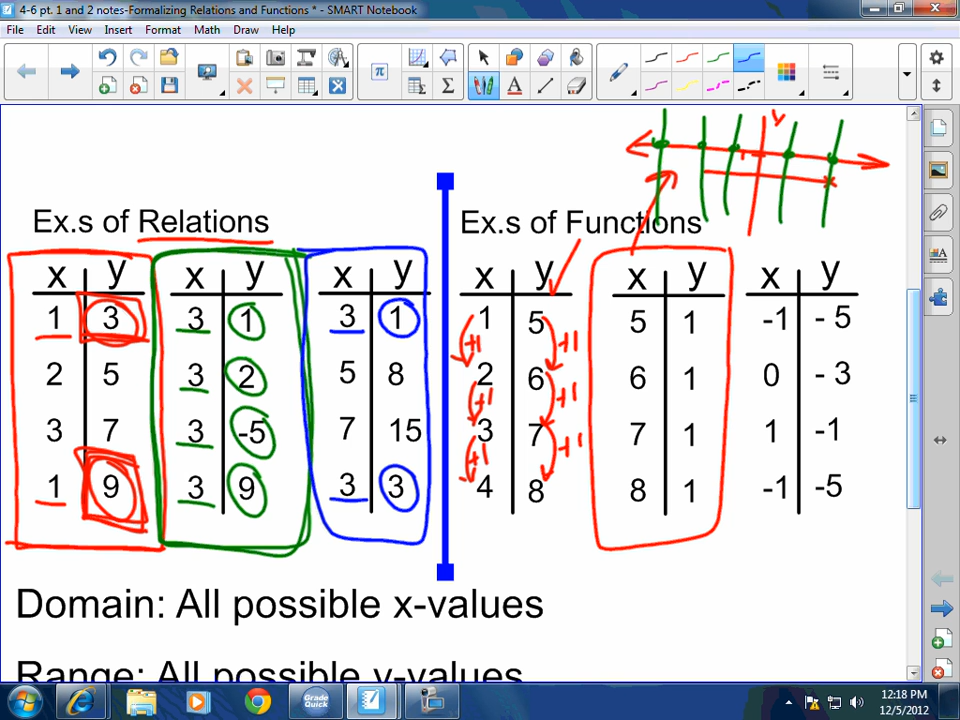 4-6 pt. 1 and 2 notes-Formalizing Relations and Functions * - SMART Notebook
File Edit View Insert Format Math Draw Help
π Σ A
y
Ex.s of Relations
Ex.s of Functions
x y x y x y x y x y x y
1 3 3 1 3 1 1 5 5 1 -1 - 5
+1 +1
2 5 3 2 5 8 2 6 6 1 0 - 3
+1 +1
3 7 3 -5 7 15 3 7 7 1 1 -1
+1 +1
1 9 3 9 3 3 4 8 8 1 -1 -5
Domain: All possible x-values
Range: All possible y-values
Grade Quick
12:18 PM
12/5/2012